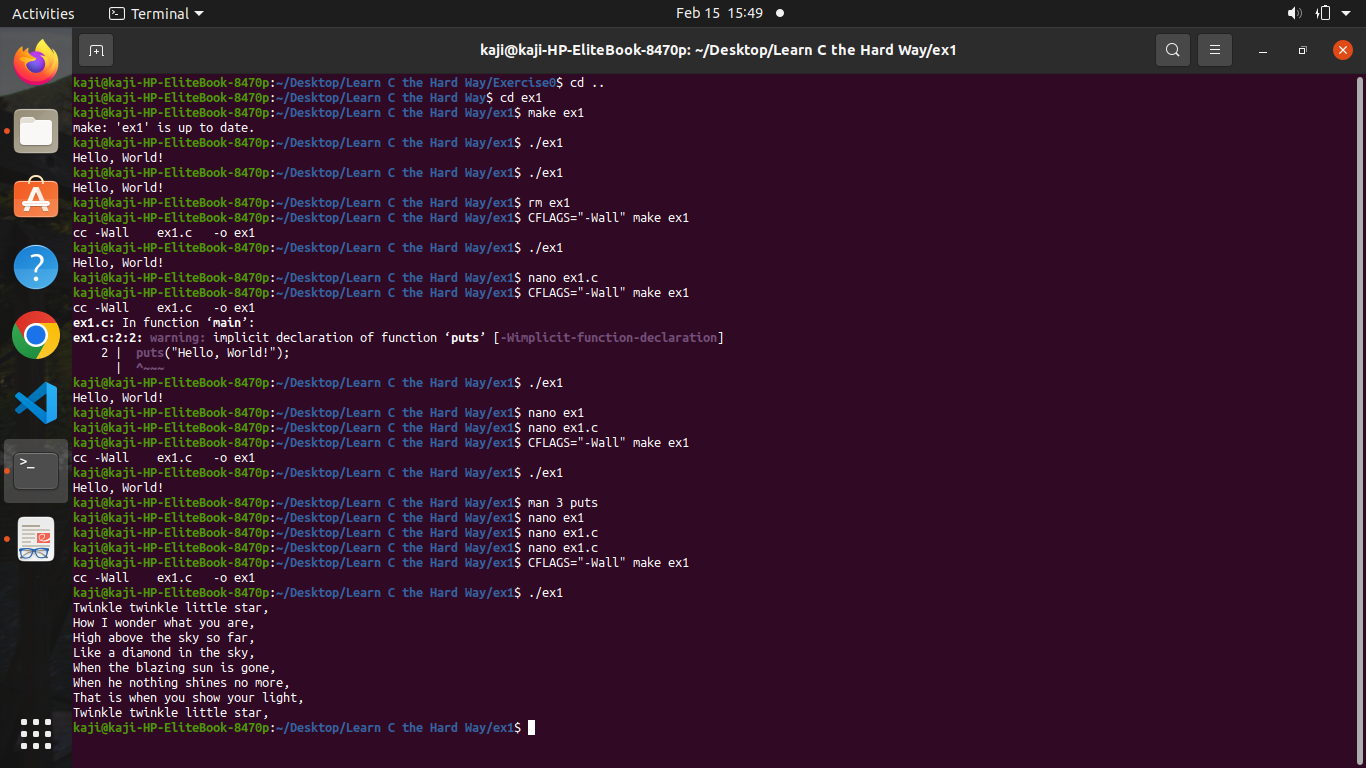 Activities
Terminal
Feb 15 15:49
kaji@kaji-HP-EliteBook-8470p: ~/Desktop/Learn C the Hard Way/ex1
kaji@kaji-HP-EliteBook-8470p:~/Desktop/Learn C the Hard Way/Exercise0$ cd ..
kaji@kaji-HP-EliteBook-8470p:~/Desktop/Learn C the Hard Way$ cd ex1
kaji@kaji-HP-EliteBook-8470p:~/Desktop/Learn C the Hard Way/ex1$ make ex1
make: 'ex1' is up to date.
kaji@kaji-HP-EliteBook-8470p:~/Desktop/Learn C the Hard Way/ex1$ ./ex1
Hello, World!
kaji@kaji-HP-EliteBook-8470p:~/Desktop/Learn C the Hard Way/ex1$ ./ex1
Hello, World!
kaji@kaji-HP-EliteBook-8470p:~/Desktop/Learn C the Hard Way/ex1$ rm ex1
kaji@kaji-HP-EliteBook-8470p:~/Desktop/Learn C the Hard Way/ex1$ CFLAGS="-Wall" make ex1
cc -Wall    ex1.c   -o ex1
kaji@kaji-HP-EliteBook-8470p:~/Desktop/Learn C the Hard Way/ex1$ ./ex1
Hello, World!
kaji@kaji-HP-EliteBook-8470p:~/Desktop/Learn C the Hard Way/ex1$ nano ex1.c
kaji@kaji-HP-EliteBook-8470p:~/Desktop/Learn C the Hard Way/ex1$ CFLAGS="-Wall" make ex1
cc -Wall    ex1.c   -o ex1
ex1.c: In function ‘main’:
ex1.c:2:2: warning: implicit declaration of function ‘puts’ [-Wimplicit-function-declaration]
    2 |  puts("Hello, World!");
      |  ^~~~
kaji@kaji-HP-EliteBook-8470p:~/Desktop/Learn C the Hard Way/ex1$ ./ex1
Hello, World!
kaji@kaji-HP-EliteBook-8470p:~/Desktop/Learn C the Hard Way/ex1$ nano ex1
kaji@kaji-HP-EliteBook-8470p:~/Desktop/Learn C the Hard Way/ex1$ nano ex1.c
kaji@kaji-HP-EliteBook-8470p:~/Desktop/Learn C the Hard Way/ex1$ CFLAGS="-Wall" make ex1
cc -Wall    ex1.c   -o ex1
kaji@kaji-HP-EliteBook-8470p:~/Desktop/Learn C the Hard Way/ex1$ ./ex1
Hello, World!
kaji@kaji-HP-EliteBook-8470p:~/Desktop/Learn C the Hard Way/ex1$ man 3 puts
kaji@kaji-HP-EliteBook-8470p:~/Desktop/Learn C the Hard Way/ex1$ nano ex1
kaji@kaji-HP-EliteBook-8470p:~/Desktop/Learn C the Hard Way/ex1$ nano ex1.c
kaji@kaji-HP-EliteBook-8470p:~/Desktop/Learn C the Hard Way/ex1$ nano ex1.c
kaji@kaji-HP-EliteBook-8470p:~/Desktop/Learn C the Hard Way/ex1$ CFLAGS="-Wall" make ex1
cc -Wall    ex1.c   -o ex1
kaji@kaji-HP-EliteBook-8470p:~/Desktop/Learn C the Hard Way/ex1$ ./ex1
Twinkle twinkle little star,
How I wonder what you are,
High above the sky so far,
Like a diamond in the sky,
When the blazing sun is gone,
When he nothing shines no more,
That is when you show your light,
Twinkle twinkle little star,
kaji@kaji-HP-EliteBook-8470p:~/Desktop/Learn C the Hard Way/ex1$